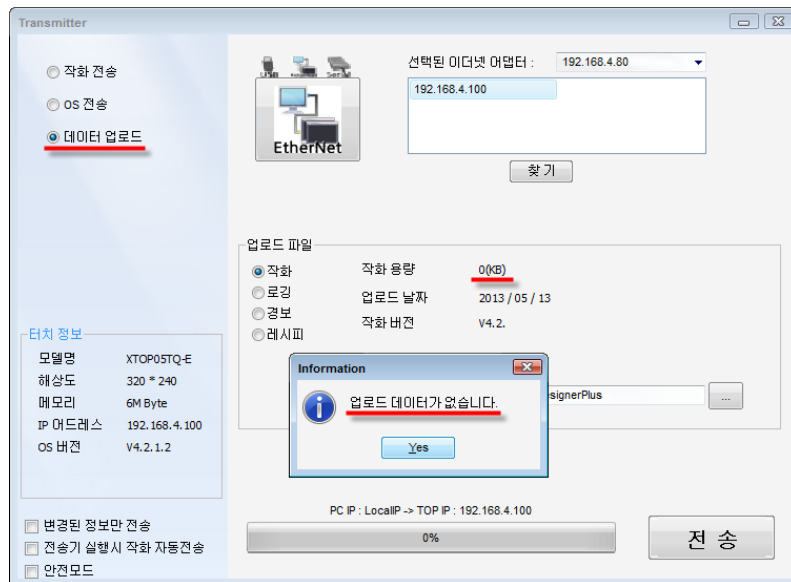 Transmitter
작화 전송
OS 전송
데이터 업로드
EtherNet
선택된 이더넷 어댑터 :
192.168.4.80
192.168.4.100
찾 기
업로드 파일
작화
로깅
경보
레시피
작화 용량
0(KB)
업로드 날짜
2013 / 05 / 13
작화 버전
V4.2.
signerPlus
...
터치 정보
모델명
XTOP05TQ-E
해상도
320 * 240
메모리
6M Byte
IP 어드레스
192.168.4.100
OS 버전
V4.2.1.2
Information
업로드 데이터가 없습니다.
Yes
변경된 정보만 전송
전송기 실행시 작화 자동전송
안전모드
PC IP : LocalIP -> TOP IP : 192.168.4.100
0%
전 송